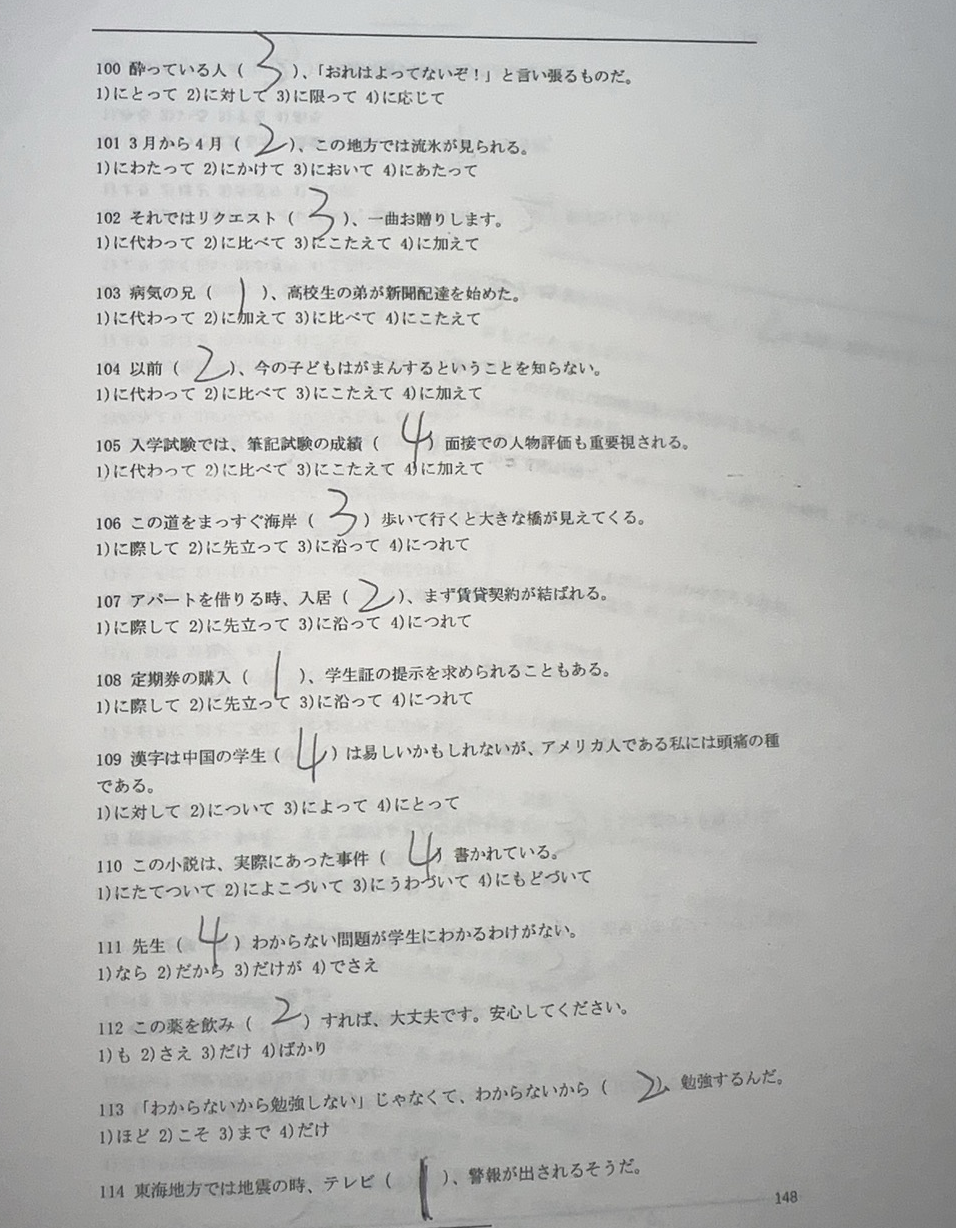 100 酔っている人（ 3 ）、「おれはよってないぞ！」と言い張るものだ。
1)にとって 2)に対して 3)に限って 4)に応じて
101 3月から4月（ 2 ）、この地方では流氷が見られる。
1)にわたって 2)にかけて 3)において 4)にあたって
102 それではリクエスト（ 3 ）、一曲お贈りします。
1)に代わって 2)に比べて 3)にこたえて 4)に加えて
103 病気の兄（ 1 ）、高校生の弟が新聞配達を始めた。
1)に代わって 2)に加えて 3)に比べて 4)にこたえて
104 以前（ 2 ）、今の子どもはがまんするということを知らない。
1)に代わって 2)に比べて 3)にこたえて 4)に加えて
105 入学試験では、筆記試験の成績（ 4 ）面接での人物評価も重要視される。
1)に代わって 2)に比べて 3)にこたえて 4)に加えて
106 この道をまっすぐ海岸（ 3 ）歩いて行くと大きな橋が見えてくる。
1)に際して 2)に先立って 3)に沿って 4)につれて
107 アパートを借りる時、入居（ 2 ）、まず賃貸契約が結ばれる。
1)に際して 2)に先立って 3)に沿って 4)につれて
108 定期券の購入（ 1 ）、学生証の提示を求められることもある。
1)に際して 2)に先立って 3)に沿って 4)につれて
109 漢字は中国の学生（ 4 ）は易しいかもしれないが、アメリカ人である私には頭痛の種
である。
1)に対して 2)について 3)によって 4)にとって
110 この小説は、実際にあった事件（ 4 ）書かれている。
1)にたてついて 2)によこづいて 3)にうわづいて 4)にもどづいて
111 先生（ 4 ）わからない問題が学生にわかるわけがない。
1)なら 2)だから 3)だけが 4)でさえ
112 この薬を飲み（ 2 ）すれば、大丈夫です。安心してください。
1)も 2)さえ 3)だけ 4)ばかり
113 「わからないから勉強しない」じゃなくて、わからないから（ 2 ）、勉強するんだ。
1)ほど 2)こそ 3)まで 4)だけ
114 東海地方では地震の時、テレビ（ 1 ）、警報が出されるそうだ。
148